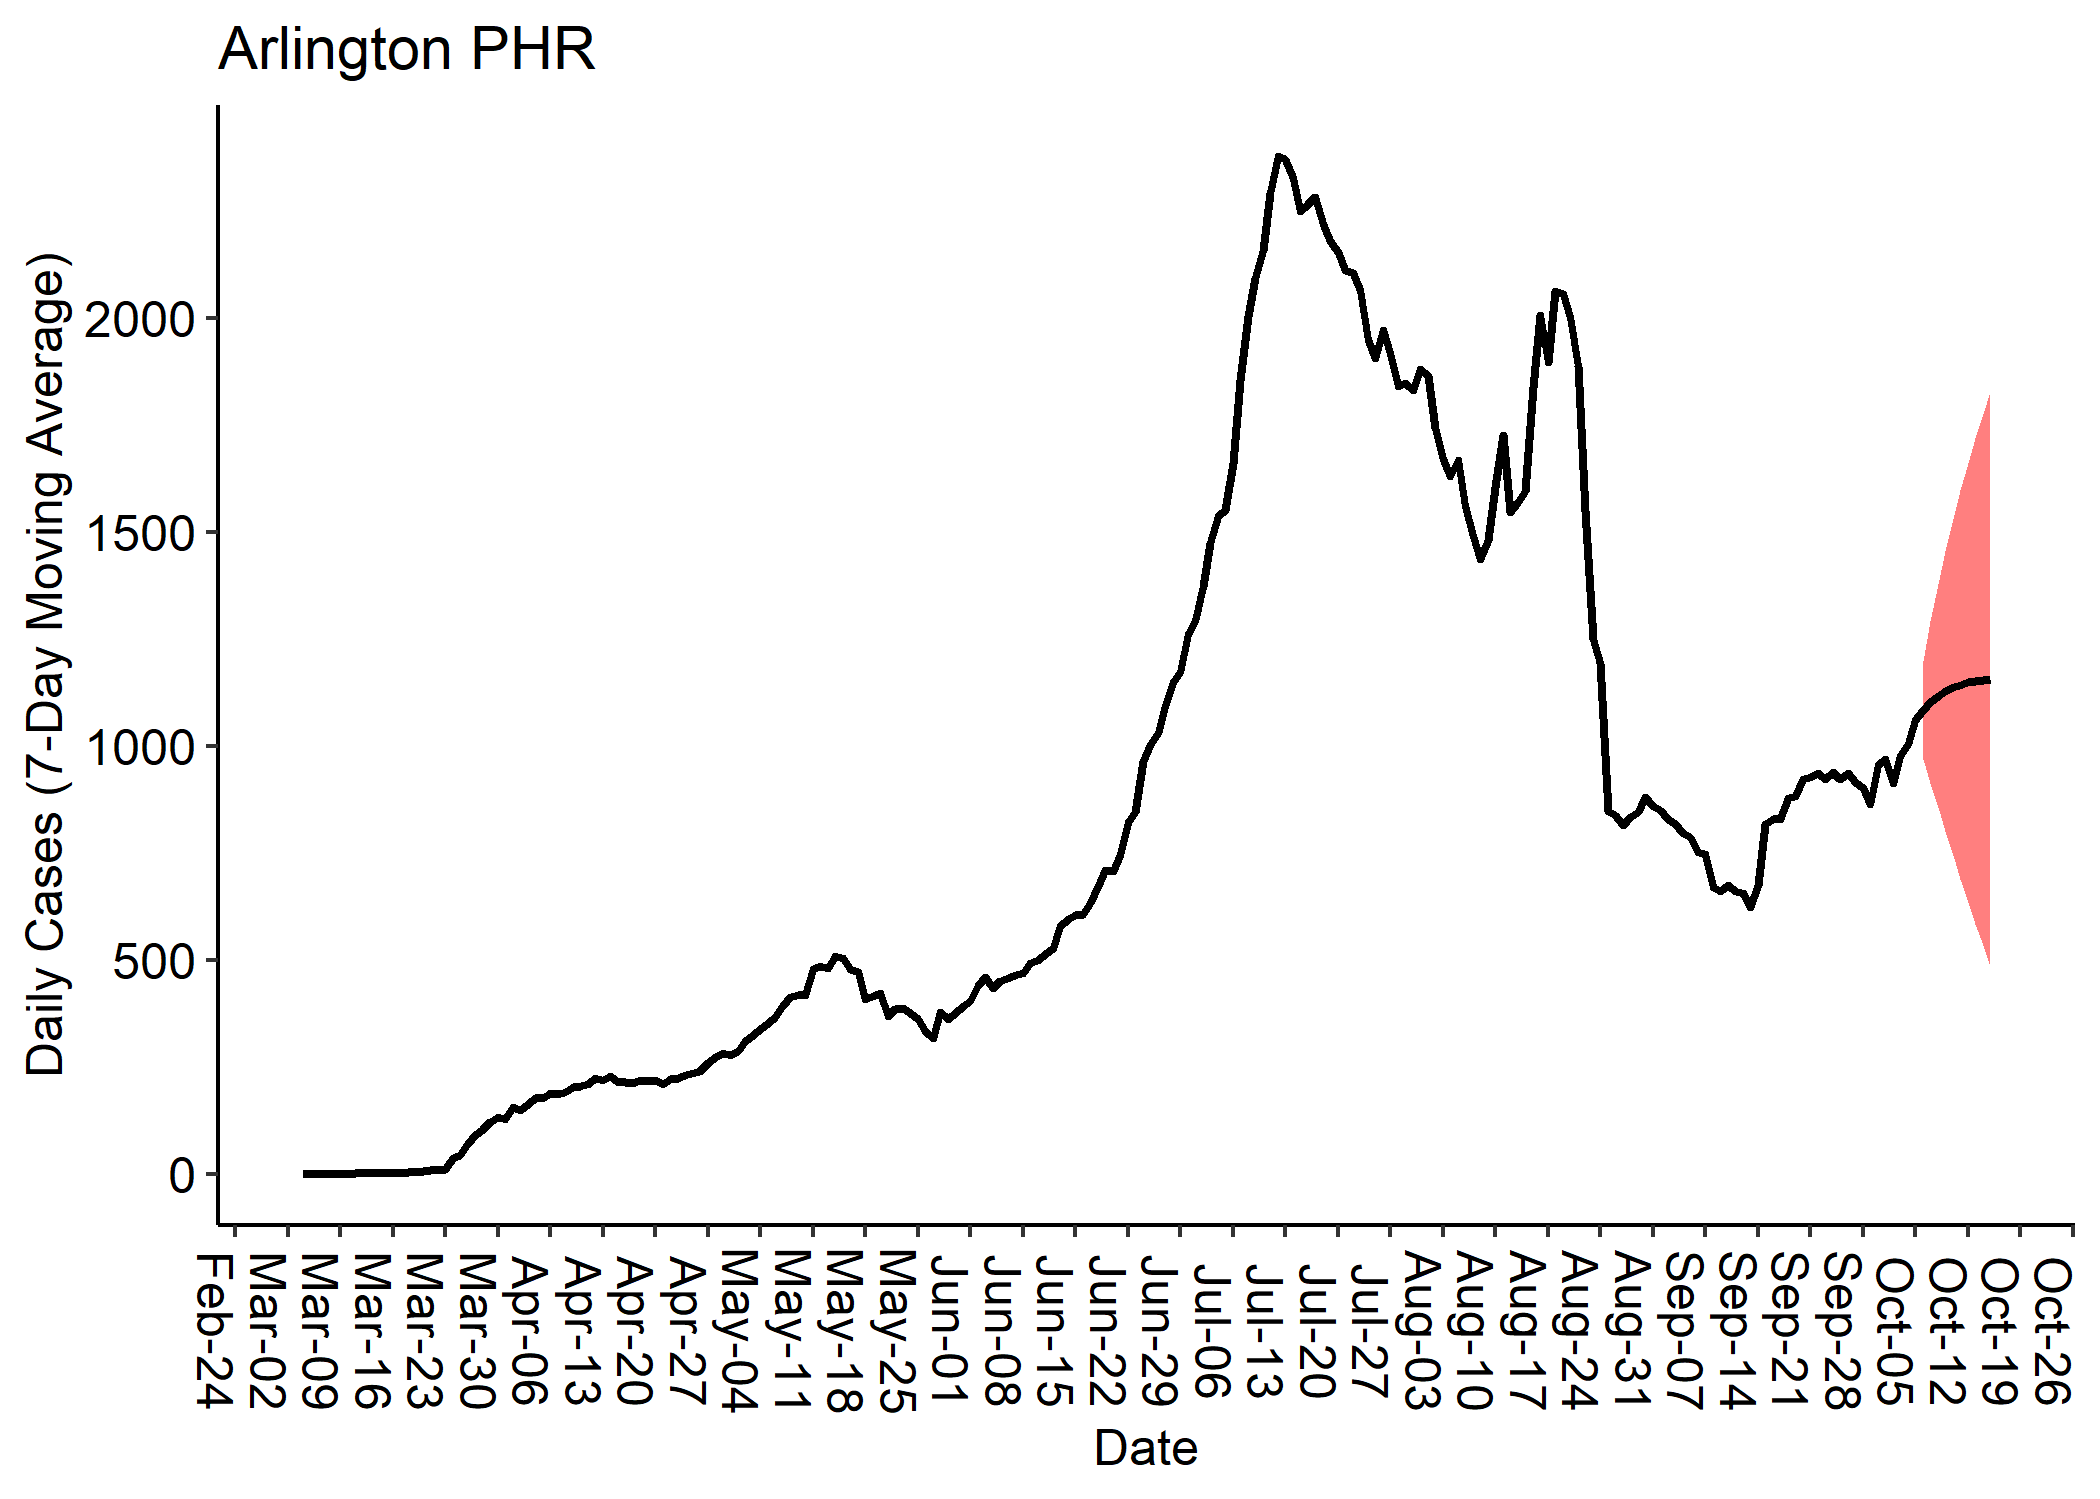 Arlington PHR
Daily Cases (7-Day Moving Average)
2000
1500
1000
500
0
Feb-24
Mar-02
Mar-09
Mar-16
Mar-23
Mar-30
Apr-06
Apr-13
Apr-20
Apr-27
May-04
May-11
May-18
May-25
Jun-01
Jun-08
Jun-15
Jun-22
Jun-29
Jul-06
Jul-13
Jul-20
Jul-27
Aug-03
Aug-10
Aug-17
Aug-24
Aug-31
Sep-07
Sep-14
Sep-21
Sep-28
Oct-05
Oct-12
Oct-19
Oct-26
Date